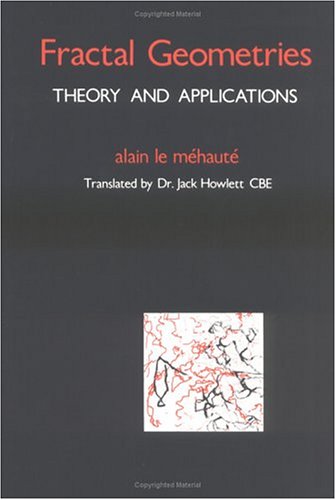 Fractal Geometries
THEORY AND APPLICATIONS
alain le méhauté
Translated by Dr. Jack Howlett CBE